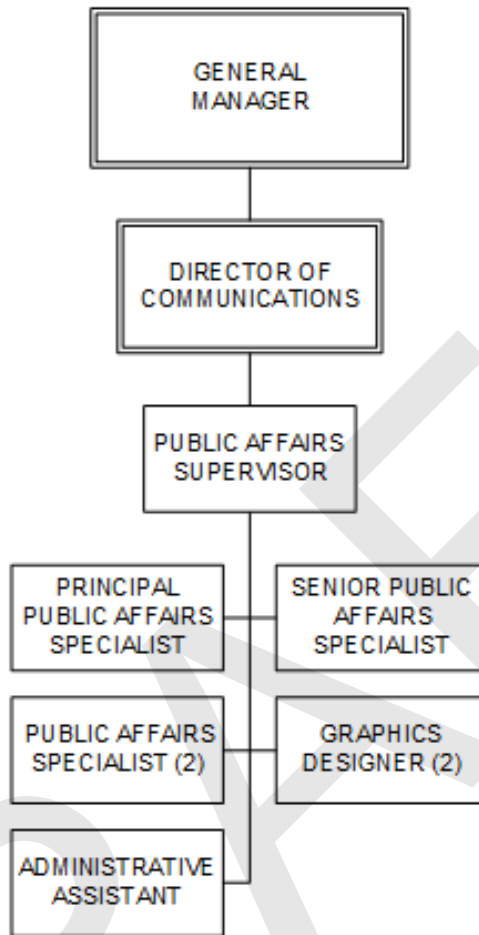 GENERAL
MANAGER
DIRECTOR OF
COMMUNICATIONS
PUBLIC AFFAIRS
SUPERVISOR
PRINCIPAL
PUBLIC AFFAIRS
SPECIALIST
SENIOR PUBLIC
AFFAIRS
SPECIALIST
PUBLIC AFFAIRS
SPECIALIST (2)
GRAPHICS
DESIGNER (2)
ADMINISTRATIVE
ASSISTANT